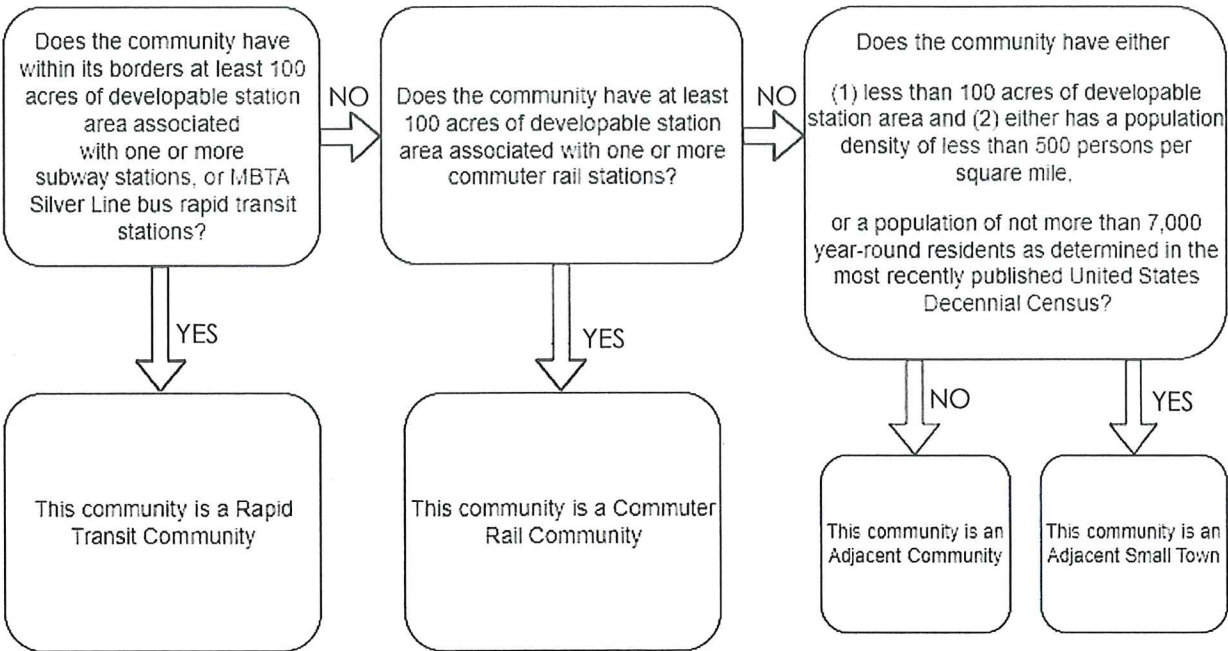 Does the community have
within its borders at least 100
acres of developable station
area associated
with one or more
subway stations, or MBTA
Silver Line bus rapid transit
stations?
NO
Does the community have at least
100 acres of developable station
area associated with one or more
commuter rail stations?
NO
Does the community have either
(1) less than 100 acres of developable
station area and (2) either has a population
density of less than 500 persons per
square mile,
or a population of not more than 7,000
year-round residents as determined in the
most recently published United States
Decennial Census?
YES
YES
NO
YES
This community is a Rapid
Transit Community
This community is a Commuter
Rail Community
This community is an
Adjacent Community
This community is an
Adjacent Small Town